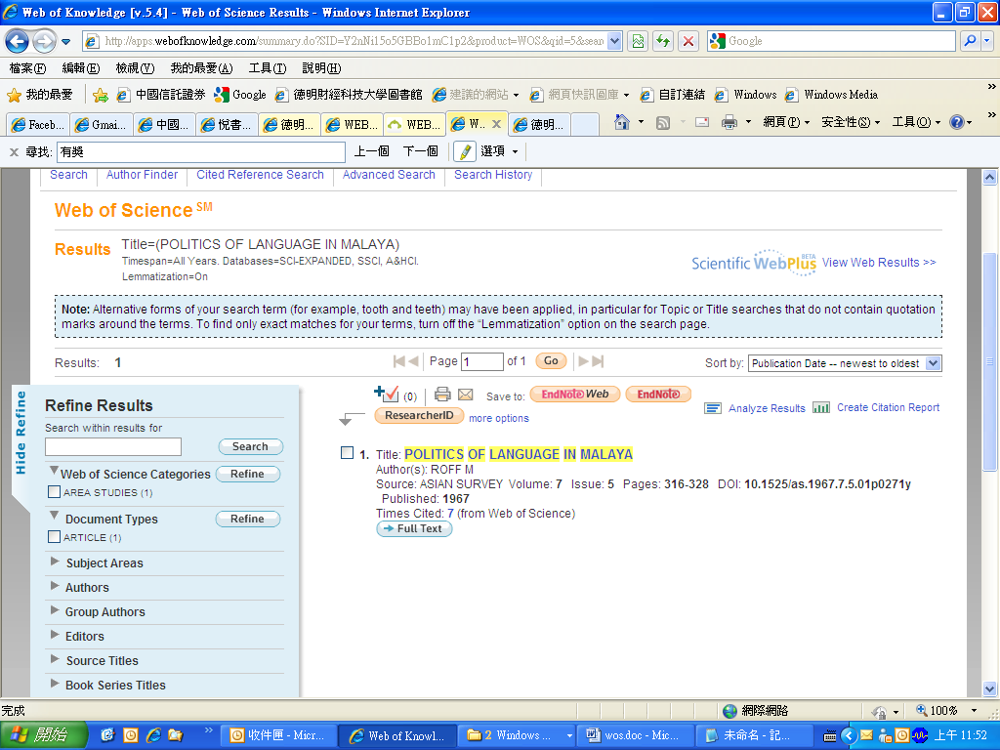 Web of Knowledge [v.5.4] - Web of Science Results - Windows Internet Explorer
http://apps.webofknowledge.com/summary.do?SID=Y2nNi15o5GBBo1mC1p2&product=WOS&qid=5&sear
Google
檔案(F) 編輯(E) 檢視(V) 我的最愛(A) 工具(T) 說明(H)
我的最愛 中國信託證券 Google 德明財經科技大學圖書館 建議的網站 網頁快訊圖庫 自訂連結 Windows Windows Media
Faceb... Gmai... 中國... 悅書... 德明... WEB... WEB... W.. 德明... 網頁(P) 安全性(S) 工具(O)
尋找: 有獎 上一個 下一個 選項
Search Author Finder Cited Reference Search Advanced Search Search History
Web of Science SM
Results Title=(POLITICS OF LANGUAGE IN MALAYA)
Timespan=All Years. Databases=SCI-EXPANDED, SSCI, A&HCI.
Lemmatization=On
Scientific WebPlus BETA View Web Results >>
Note: Alternative forms of your search term (for example, tooth and teeth) may have been applied, in particular for Topic or Title searches that do not contain quotation
marks around the terms. To find only exact matches for your terms, turn off the "Lemmatization" option on the search page.
Results: 1 Page 1 of 1 Go Sort by: Publication Date -- newest to oldest
Hide Refine
Refine Results
Search within results for
Search
Web of Science Categories Refine
AREA STUDIES (1)
Document Types Refine
ARTICLE (1)
Subject Areas
Authors
Group Authors
Editors
Source Titles
Book Series Titles
(0) Save to: EndNote Web EndNote
ResearcherID more options
Analyze Results Create Citation Report
1. Title: POLITICS OF LANGUAGE IN MALAYA
Author(s): ROFF M
Source: ASIAN SURVEY Volume: 7 Issue: 5 Pages: 316-328 DOI: 10.1525/as.1967.7.5.01p0271y
Published: 1967
Times Cited: 7 (from Web of Science)
Full Text
完成 網際網路 100%
開始 收件匣 - Micr... Web of Knowl... 2 Windows ... wos.doc - Mic... 未命名 - 記... 上午 11:52